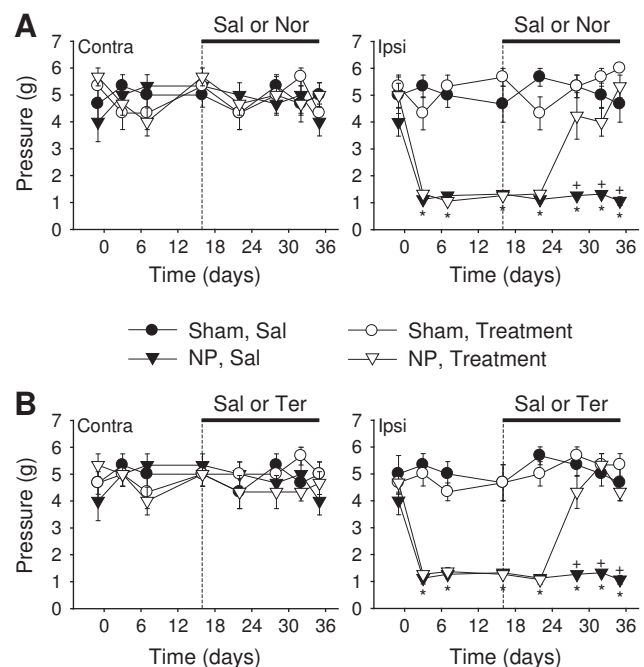 A
Sal or Nor
Sal or Nor
Contra
Ipsi
7
6
5
4
3
2
1
0
Pressure (g)
7
6
5
4
3
2
1
0
+ + +
* * * * * * *
0 6 12 18 24 30 36
0 6 12 18 24 30 36
Time (days)
Time (days)
Sham, Sal
Sham, Treatment
NP, Sal
NP, Treatment
B
Sal or Ter
Sal or Ter
Contra
Ipsi
7
6
5
4
3
2
1
0
Pressure (g)
7
6
5
4
3
2
1
0
+ + +
* * * * * * *
0 6 12 18 24 30 36
0 6 12 18 24 30 36
Time (days)
Time (days)